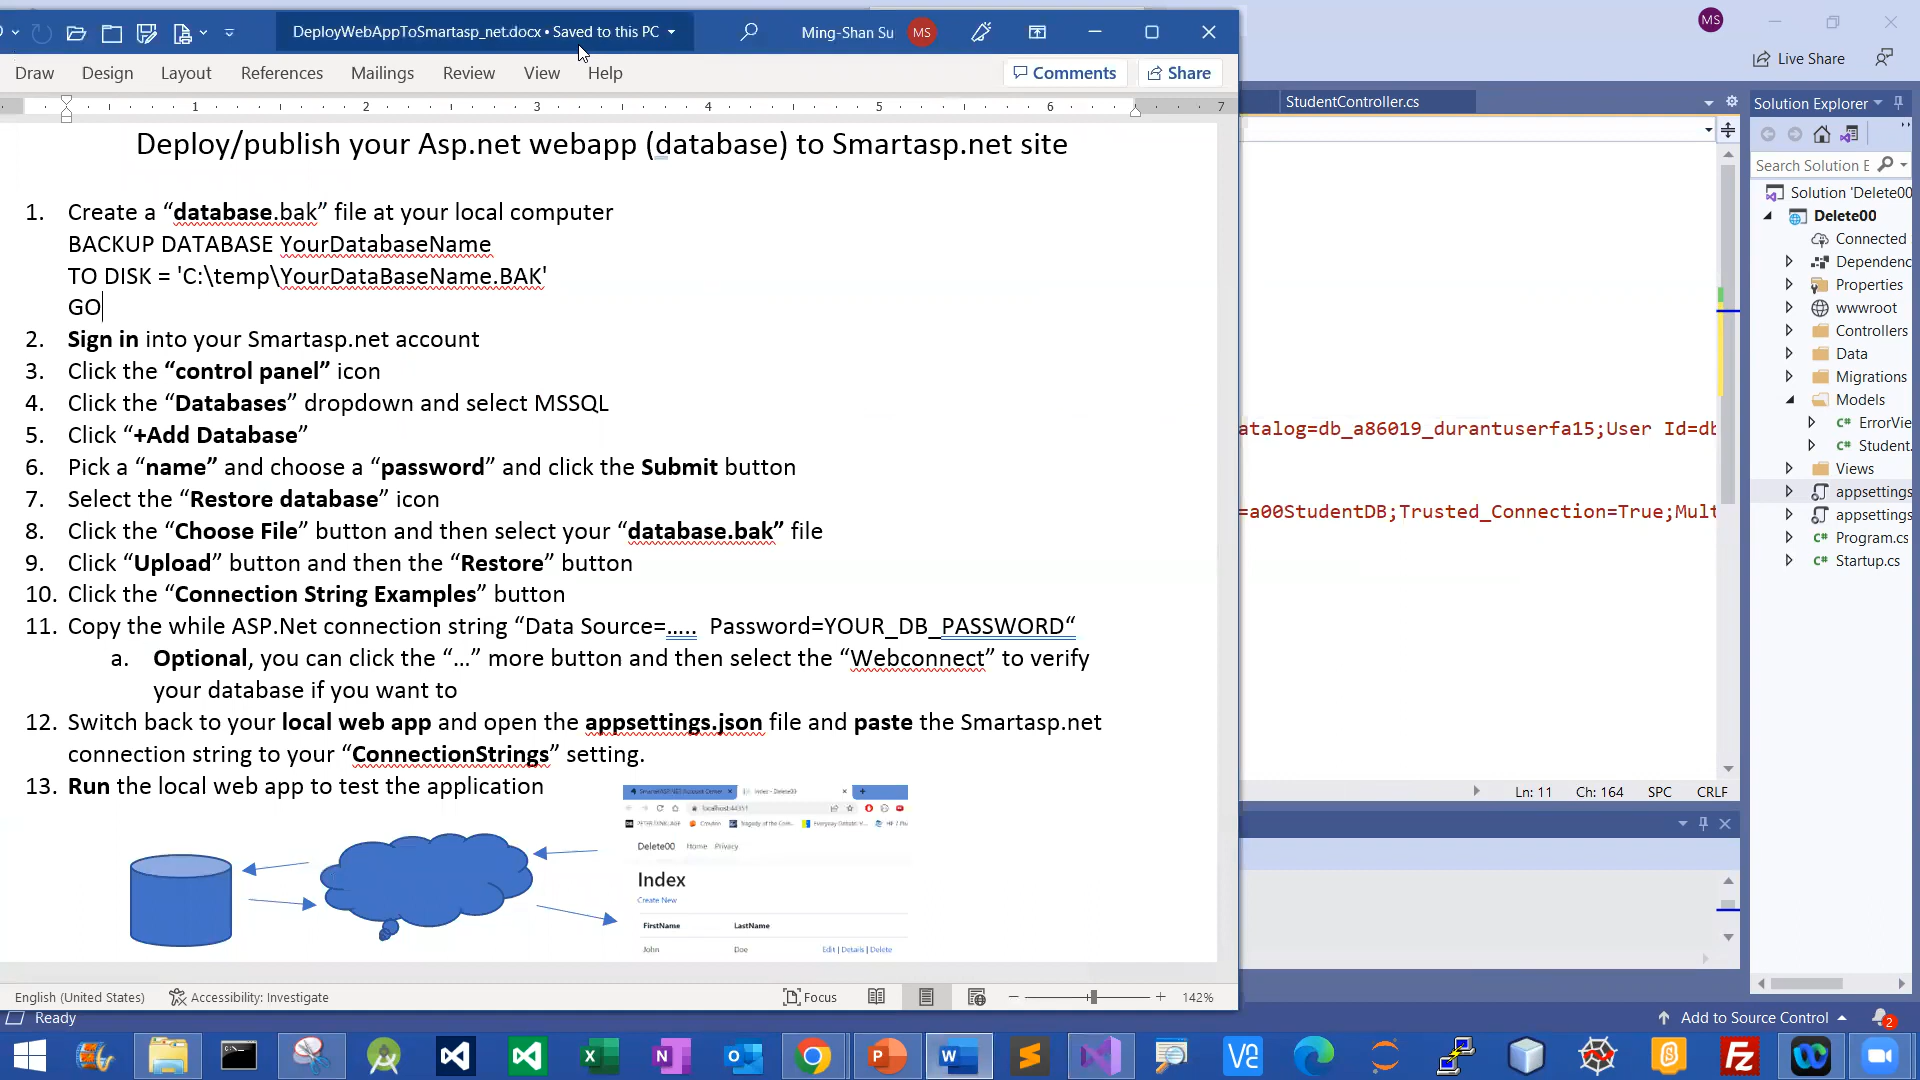 DeployWebAppToSmartasp_net.docx • Saved to this PC
Ming-Shan Su
MS
MS
Draw
Design
Layout
References
Mailings
Review
View
Help
Comments
Share
Live Share
1 2 3 4 5 6 7
StudentController.cs
Solution Explorer
Search Solution E
Deploy/publish your Asp.net webapp (database) to Smartasp.net site
1. Create a “database.bak” file at your local computer
BACKUP DATABASE YourDatabaseName
TO DISK = 'C:\temp\YourDataBaseName.BAK'
GO
2. Sign in into your Smartasp.net account
3. Click the “control panel” icon
4. Click the “Databases” dropdown and select MSSQL
5. Click “+Add Database”
6. Pick a “name” and choose a “password” and click the Submit button
7. Select the “Restore database” icon
8. Click the “Choose File” button and then select your “database.bak” file
9. Click “Upload” button and then the “Restore” button
10. Click the “Connection String Examples” button
11. Copy the while ASP.Net connection string “Data Source=….. Password=YOUR_DB_PASSWORD“
a. Optional, you can click the “…” more button and then select the “Webconnect” to verify
your database if you want to
12. Switch back to your local web app and open the appsettings.json file and paste the Smartasp.net
connection string to your “ConnectionStrings” setting.
13. Run the local web app to test the application
localhost:44351
Delete00 Home Privacy
Index
Create New
FirstName LastName
John Doe Edit | Details | Delete
atalog=db_a86019_durantuserfa15;User Id=db
=a00StudentDB;Trusted_Connection=True;Mult
Solution 'Delete00
Delete00
Connected
Dependenc
Properties
wwwroot
Controllers
Data
Migrations
Models
C# ErrorVie
C# Student.
Views
appsettings
appsettings
C# Program.cs
C# Startup.cs
Ln: 11 Ch: 164 SPC CRLF
English (United States)
Accessibility: Investigate
Focus
142%
Ready
Add to Source Control
2